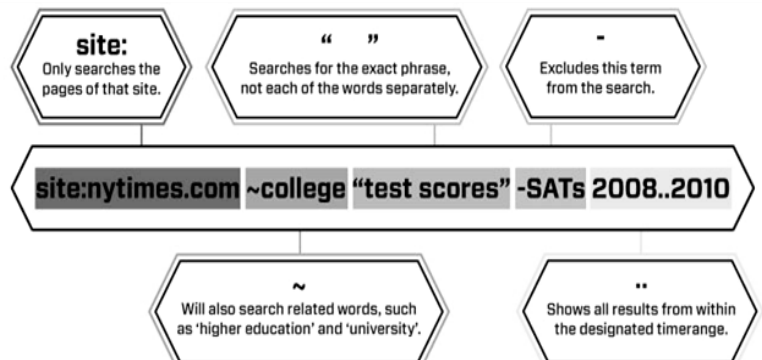 site:
Only searches the
pages of that site.
“ ”
Searches for the exact phrase,
not each of the words separately.
-
Excludes this term
from the search.
site:nytimes.com ~college “test scores” -SATs 2008..2010
~
Will also search related words, such
as ‘higher education’ and ‘university’.
..
Shows all results from within
the designated timerange.